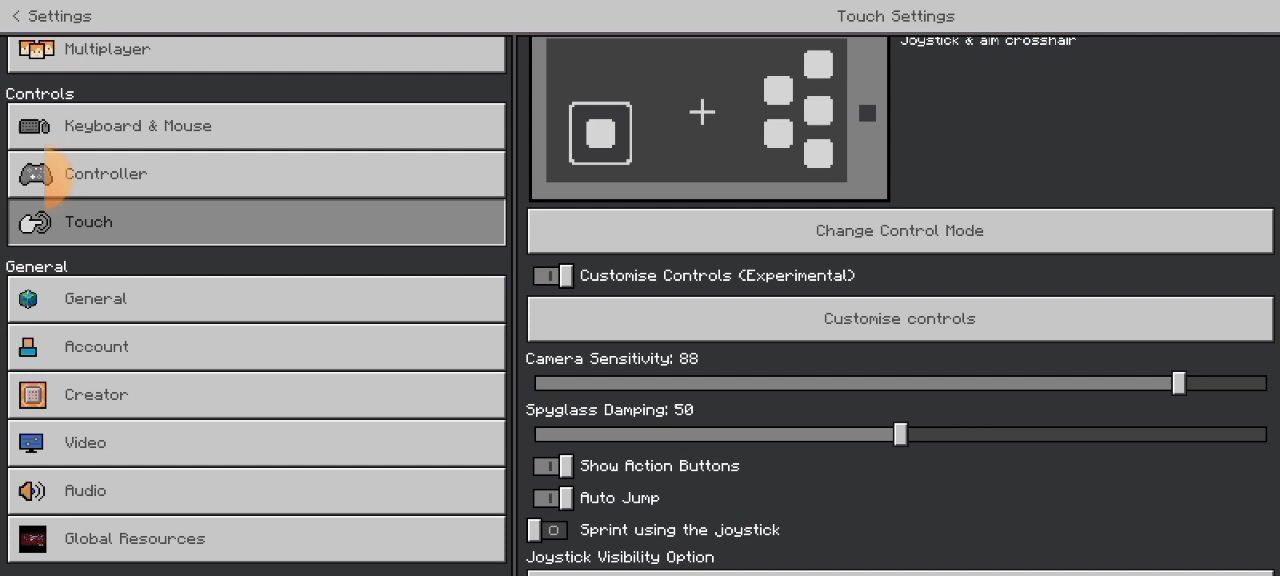 Settings
Touch Settings
Multiplayer
Controls
Keyboard & Mouse
Controller
Touch
General
General
Account
Creator
Video
Audio
Global Resources
Joystick & aim crosshair
Change Control Mode
Customise Controls (Experimental)
Customise controls
Camera Sensitivity: 88
Spyglass Damping: 50
Show Action Buttons
Auto Jump
Sprint using the joystick
Joystick Visibility Option